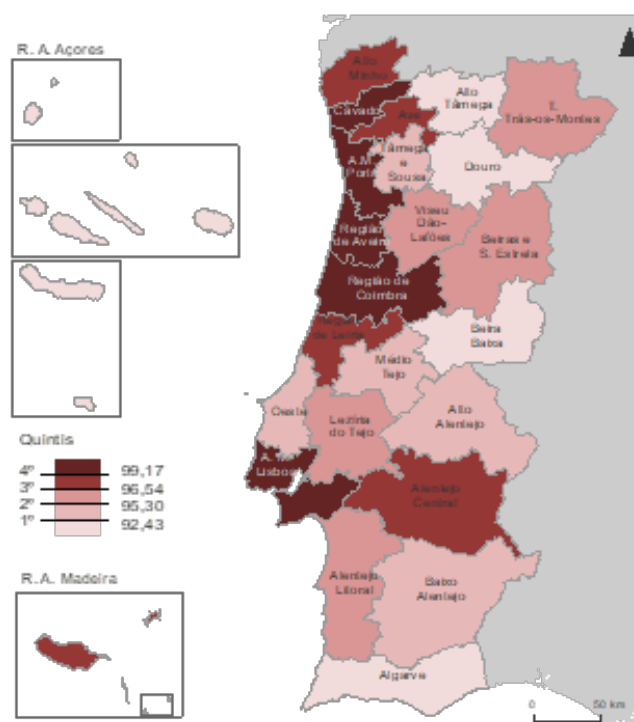 R. A. Açores
Alto
Minho
Cávado
Ave
Alto
Tâmega
T.
Trás-os-Montes
A.M.
Porto
Tâmega
e
Sousa
Douro
Região
de Aveiro
Viseu
Dão-
Lafões
Beiras e
S. Estrela
Região de
Coimbra
Região
de Leiria
Beira
Baixa
Médio
Tejo
Oeste
Lezíria
do Tejo
Alto
Alentejo
Quintis
4º
3º
2º
1º
99,17
96,54
95,30
92,43
A. M.
Lisboa
Alentejo
Central
R.A. Madeira
Alentejo
Litoral
Baixo
Alentejo
Algarve
0
50 km